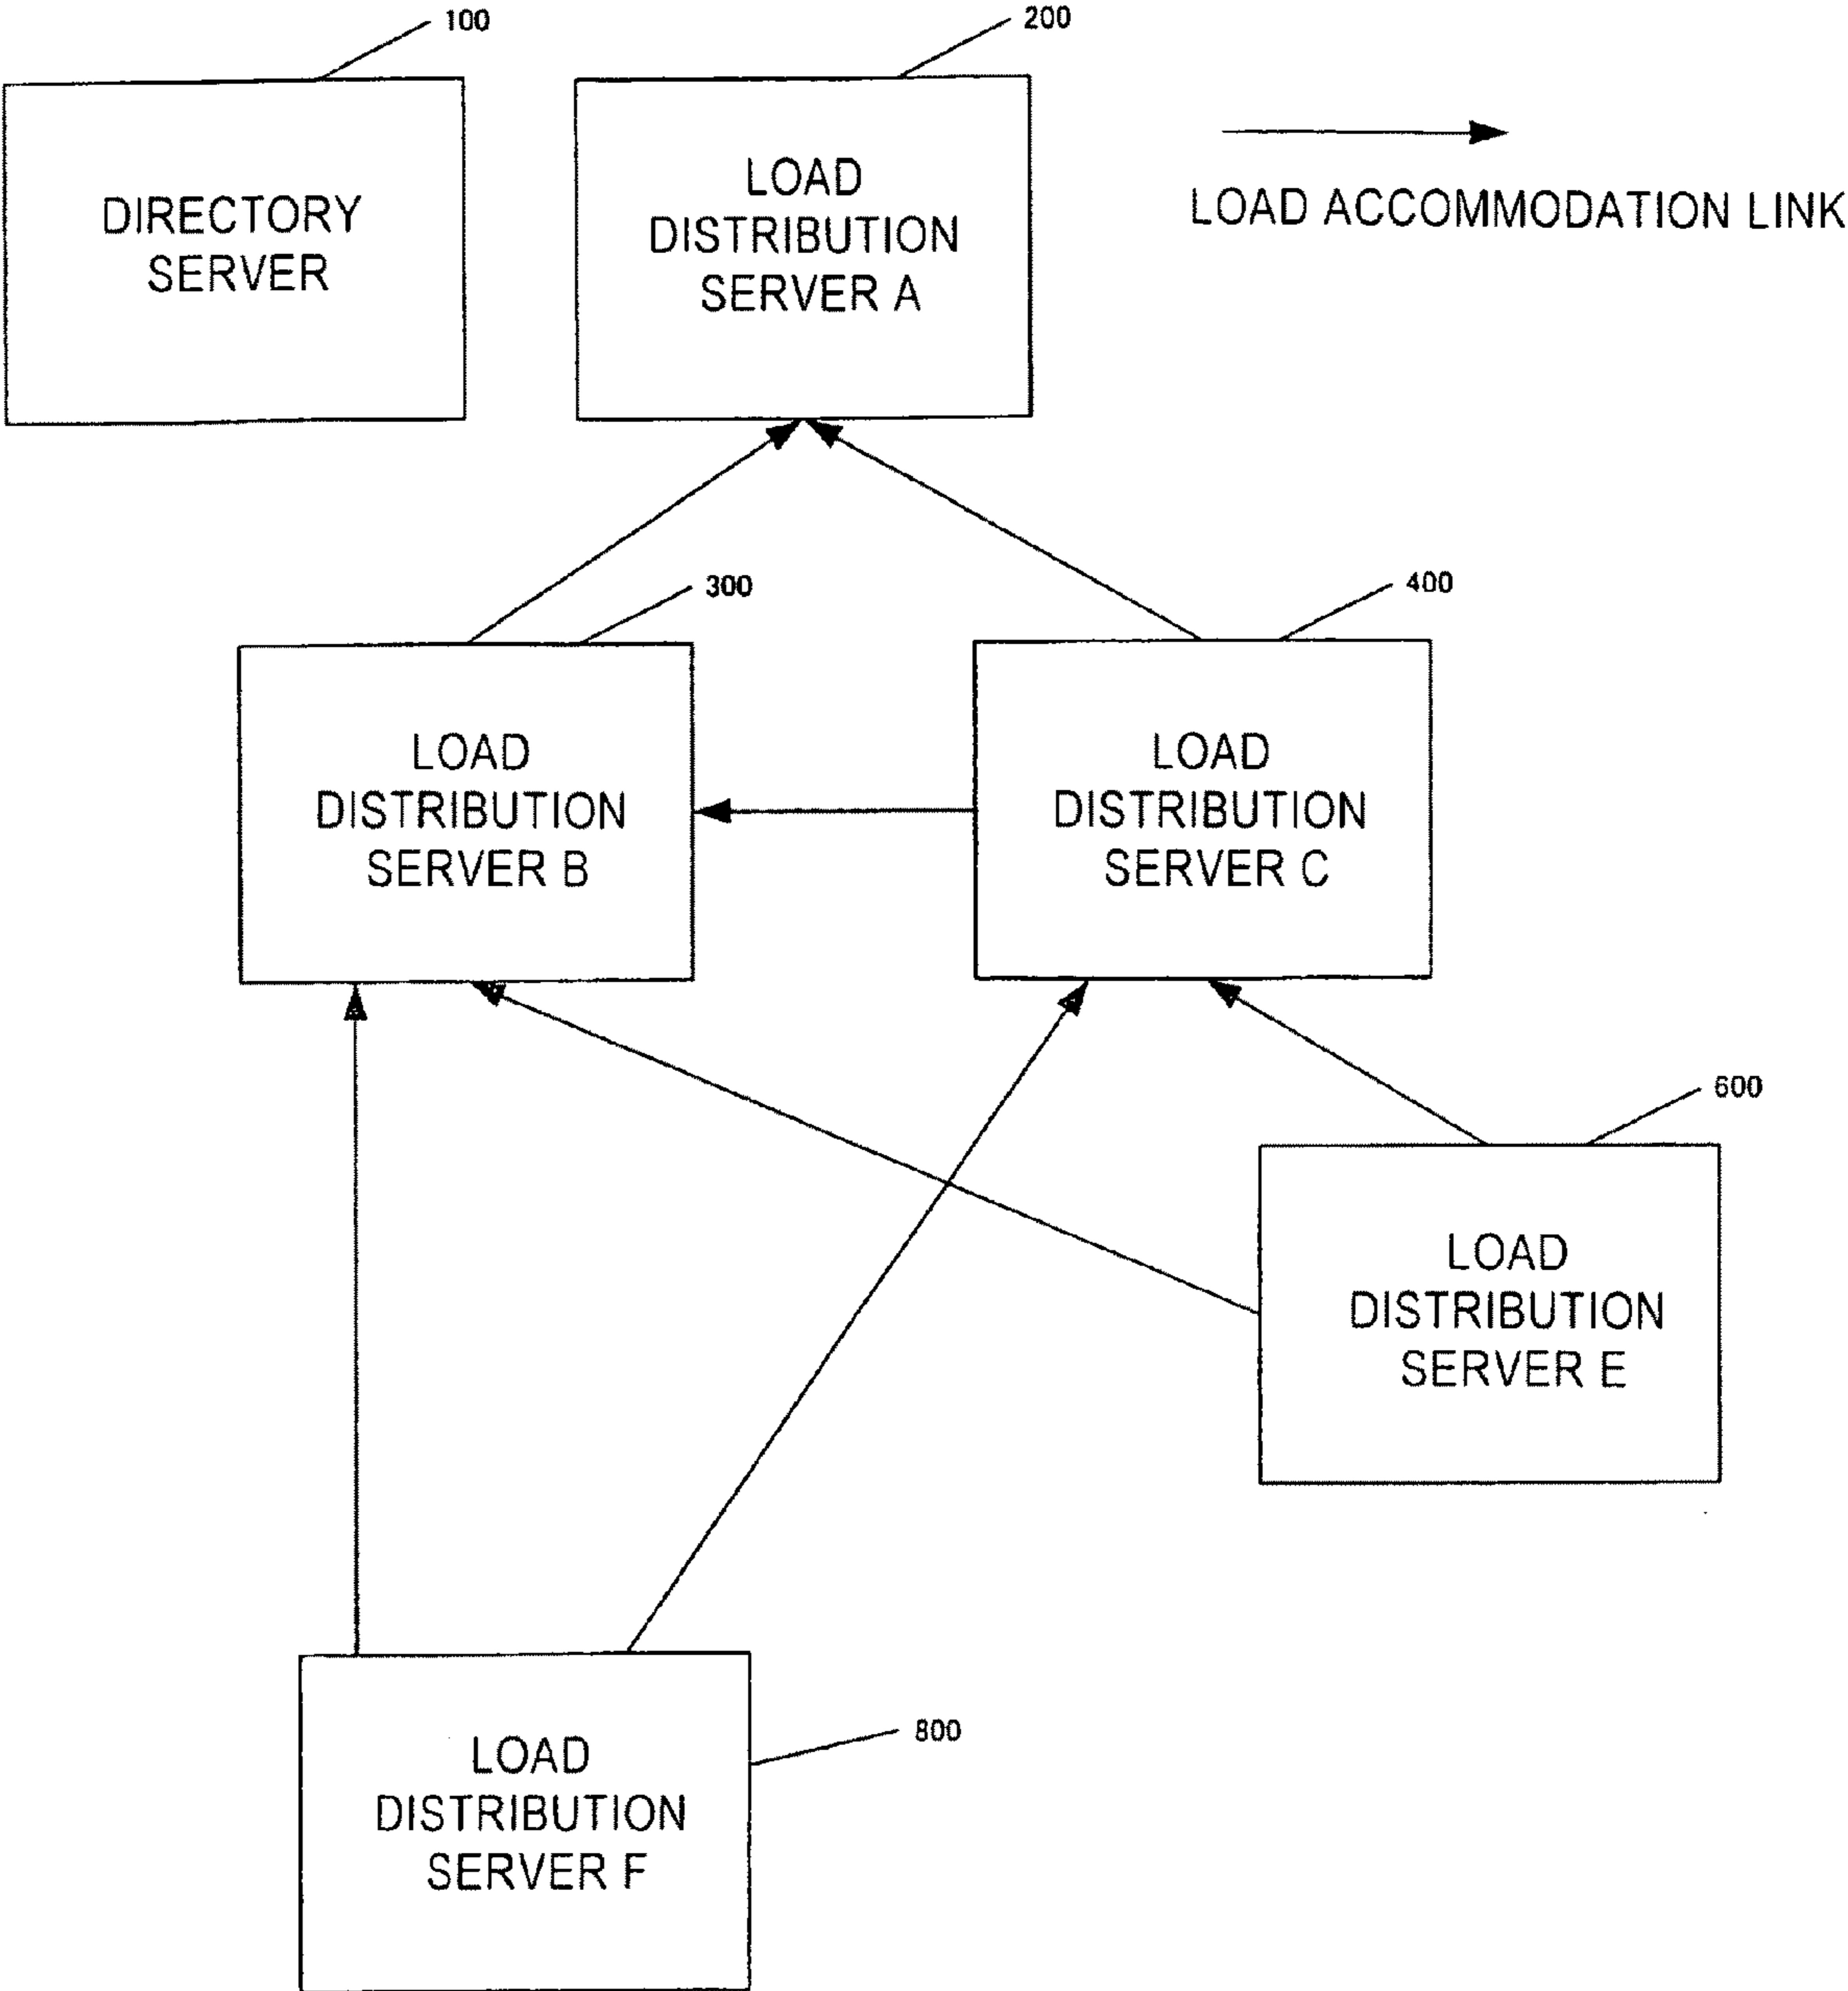 100
200
DIRECTORY
SERVER
LOAD
DISTRIBUTION
SERVER A
LOAD ACCOMMODATION LINK
300
400
LOAD
DISTRIBUTION
SERVER B
LOAD
DISTRIBUTION
SERVER C
600
LOAD
DISTRIBUTION
SERVER E
800
LOAD
DISTRIBUTION
SERVER F